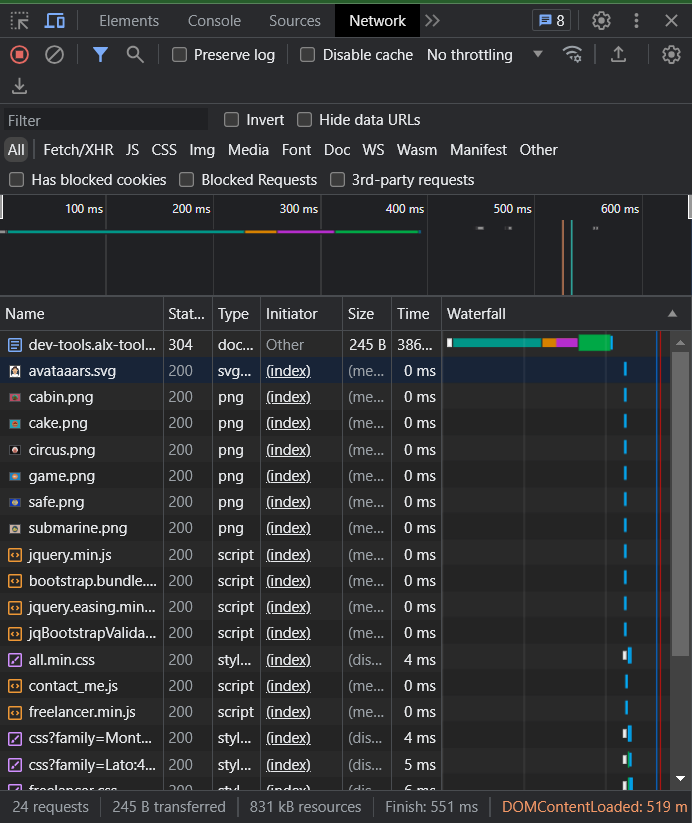 Elements Console Sources Network 8
Preserve log Disable cache No throttling
Filter Invert Hide data URLs
All Fetch/XHR JS CSS Img Media Font Doc WS Wasm Manifest Other
Has blocked cookies Blocked Requests 3rd-party requests
100 ms 200 ms 300 ms 400 ms 500 ms 600 ms
Name Stat... Type Initiator Size Time Waterfall
dev-tools.alx-tool... 304 doc... Other 245 B 386...
avataaars.svg 200 svg... (index) (me... 0 ms
cabin.png 200 png (index) (me... 0 ms
cake.png 200 png (index) (me... 0 ms
circus.png 200 png (index) (me... 0 ms
game.png 200 png (index) (me... 0 ms
safe.png 200 png (index) (me... 0 ms
submarine.png 200 png (index) (me... 0 ms
jquery.min.js 200 script (index) (me... 0 ms
bootstrap.bundle.... 200 script (index) (me... 0 ms
jquery.easing.min... 200 script (index) (me... 0 ms
jqBootstrapValida... 200 script (index) (me... 0 ms
all.min.css 200 styl... (index) (dis... 4 ms
contact_me.js 200 script (index) (me... 0 ms
freelancer.min.js 200 script (index) (me... 0 ms
css?family=Mont... 200 styl... (index) (dis... 4 ms
css?family=Lato:4... 200 styl... (index) (dis... 5 ms
freelancer.css 200 styl... (index) (dis... 6 ms
24 requests 245 B transferred 831 kB resources Finish: 551 ms DOMContentLoaded: 519 m